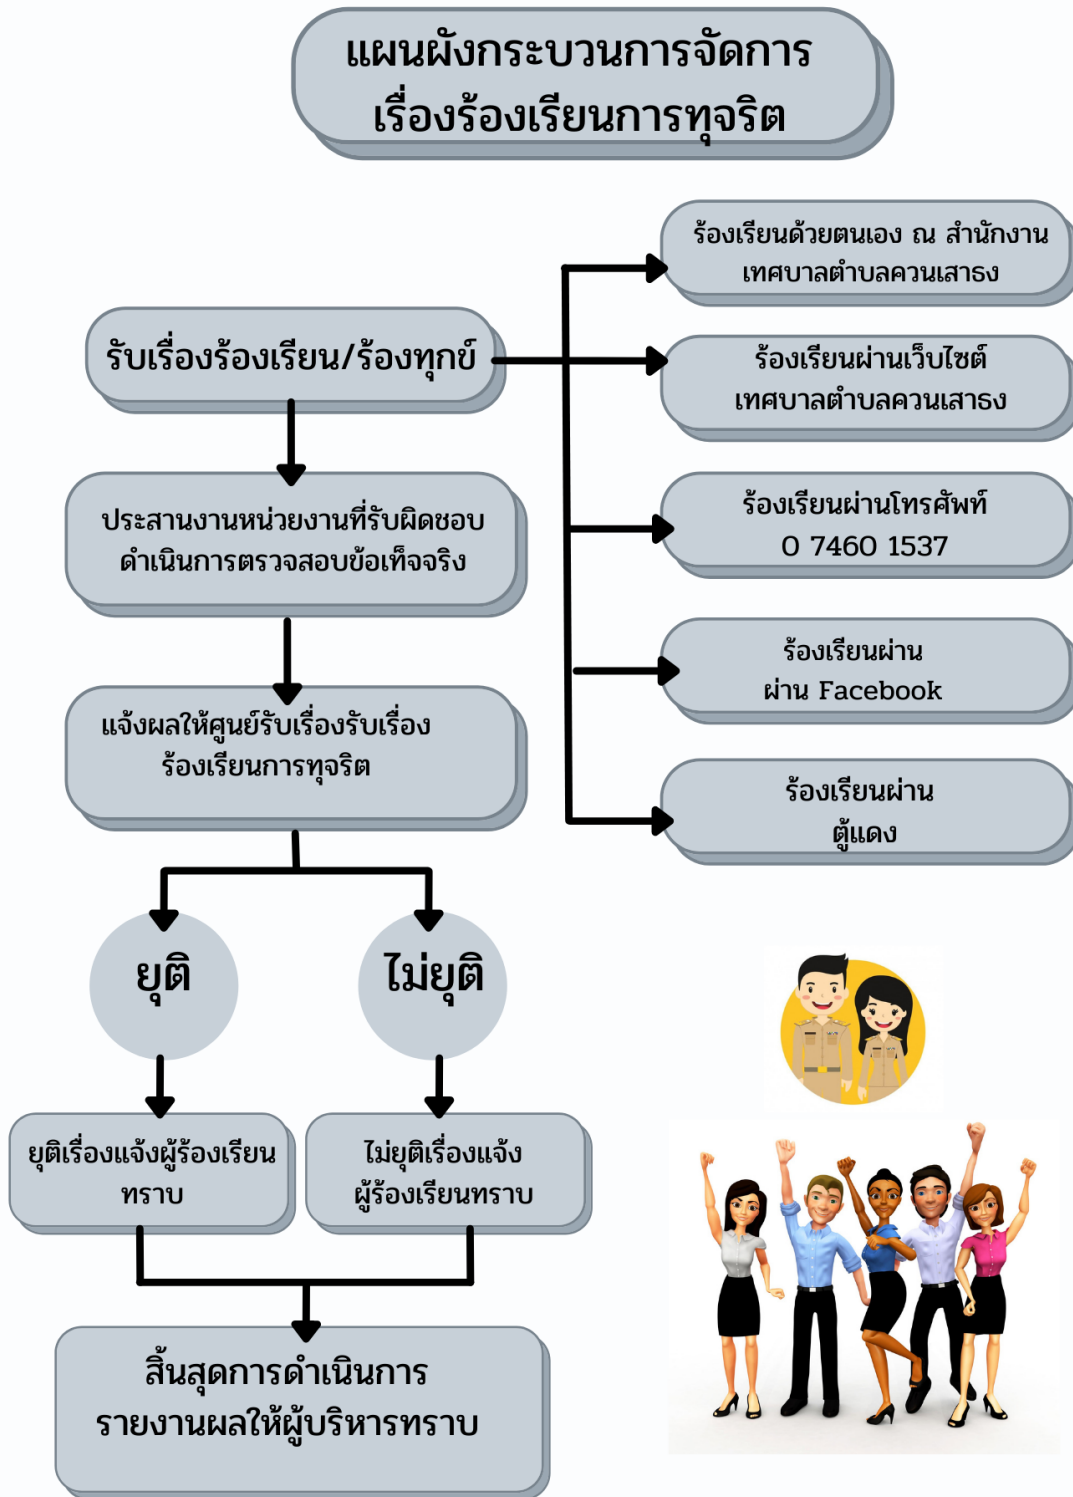 แผนผังกระบวนการจัดการ
เรื่องร้องเรียนการทุจริต
รับเรื่องร้องเรียน/ร้องทุกข์
ร้องเรียนด้วยตนเอง ณ สำนักงาน
เทศบาลตำบลควนเสาธง
ร้องเรียนผ่านเว็บไซต์
เทศบาลตำบลควนเสาธง
ร้องเรียนผ่านโทรศัพท์
0 7460 1537
ร้องเรียนผ่าน
ผ่าน Facebook
ร้องเรียนผ่าน
ตู้แดง
ประสานงานหน่วยงานที่รับผิดชอบ
ดำเนินการตรวจสอบข้อเท็จจริง
แจ้งผลให้ศูนย์รับเรื่องรับเรื่อง
ร้องเรียนการทุจริต
ยุติ
ไม่ยุติ
ยุติเรื่องแจ้งผู้ร้องเรียน
ทราบ
ไม่ยุติเรื่องแจ้ง
ผู้ร้องเรียนทราบ
สิ้นสุดการดำเนินการ
รายงานผลให้ผู้บริหารทราบ